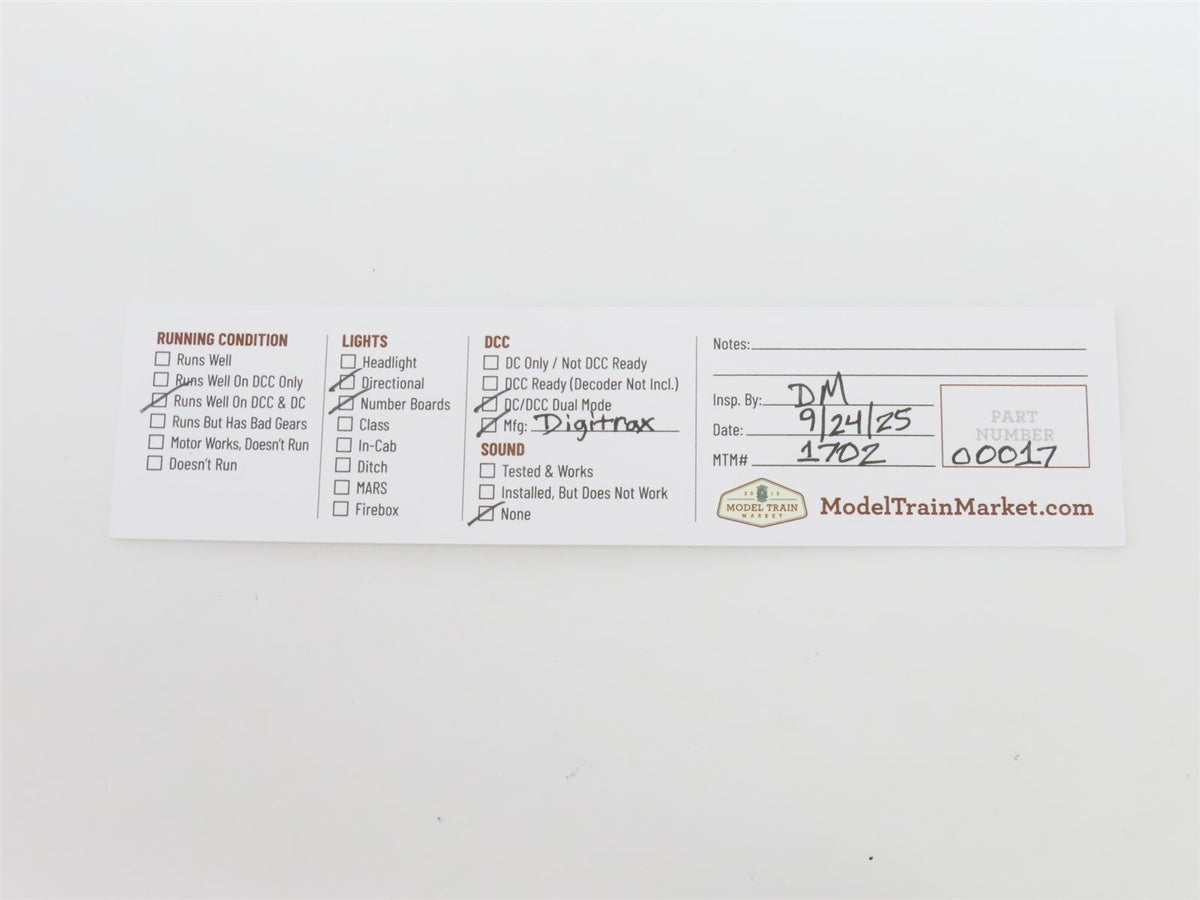 RUNNING CONDITION
Runs Well
Runs Well On DCC Only
Runs Well On DCC & DC
Runs But Has Bad Gears
Motor Works, Doesn't Run
Doesn't Run
LIGHTS
Headlight
Directional
Number Boards
Class
In-Cab
Ditch
MARS
Firebox
DCC
DC Only / Not DCC Ready
DCC Ready (Decoder Not Incl.)
DC/DCC Dual Mode
Mfg: Digitrax
SOUND
Tested & Works
Installed, But Does Not Work
None
Notes:
Insp. By: DM
Date: 9/24/25
MTM# 1702
PART
NUMBER
00017
2015
MODEL TRAIN
MARKET
ModelTrainMarket.com